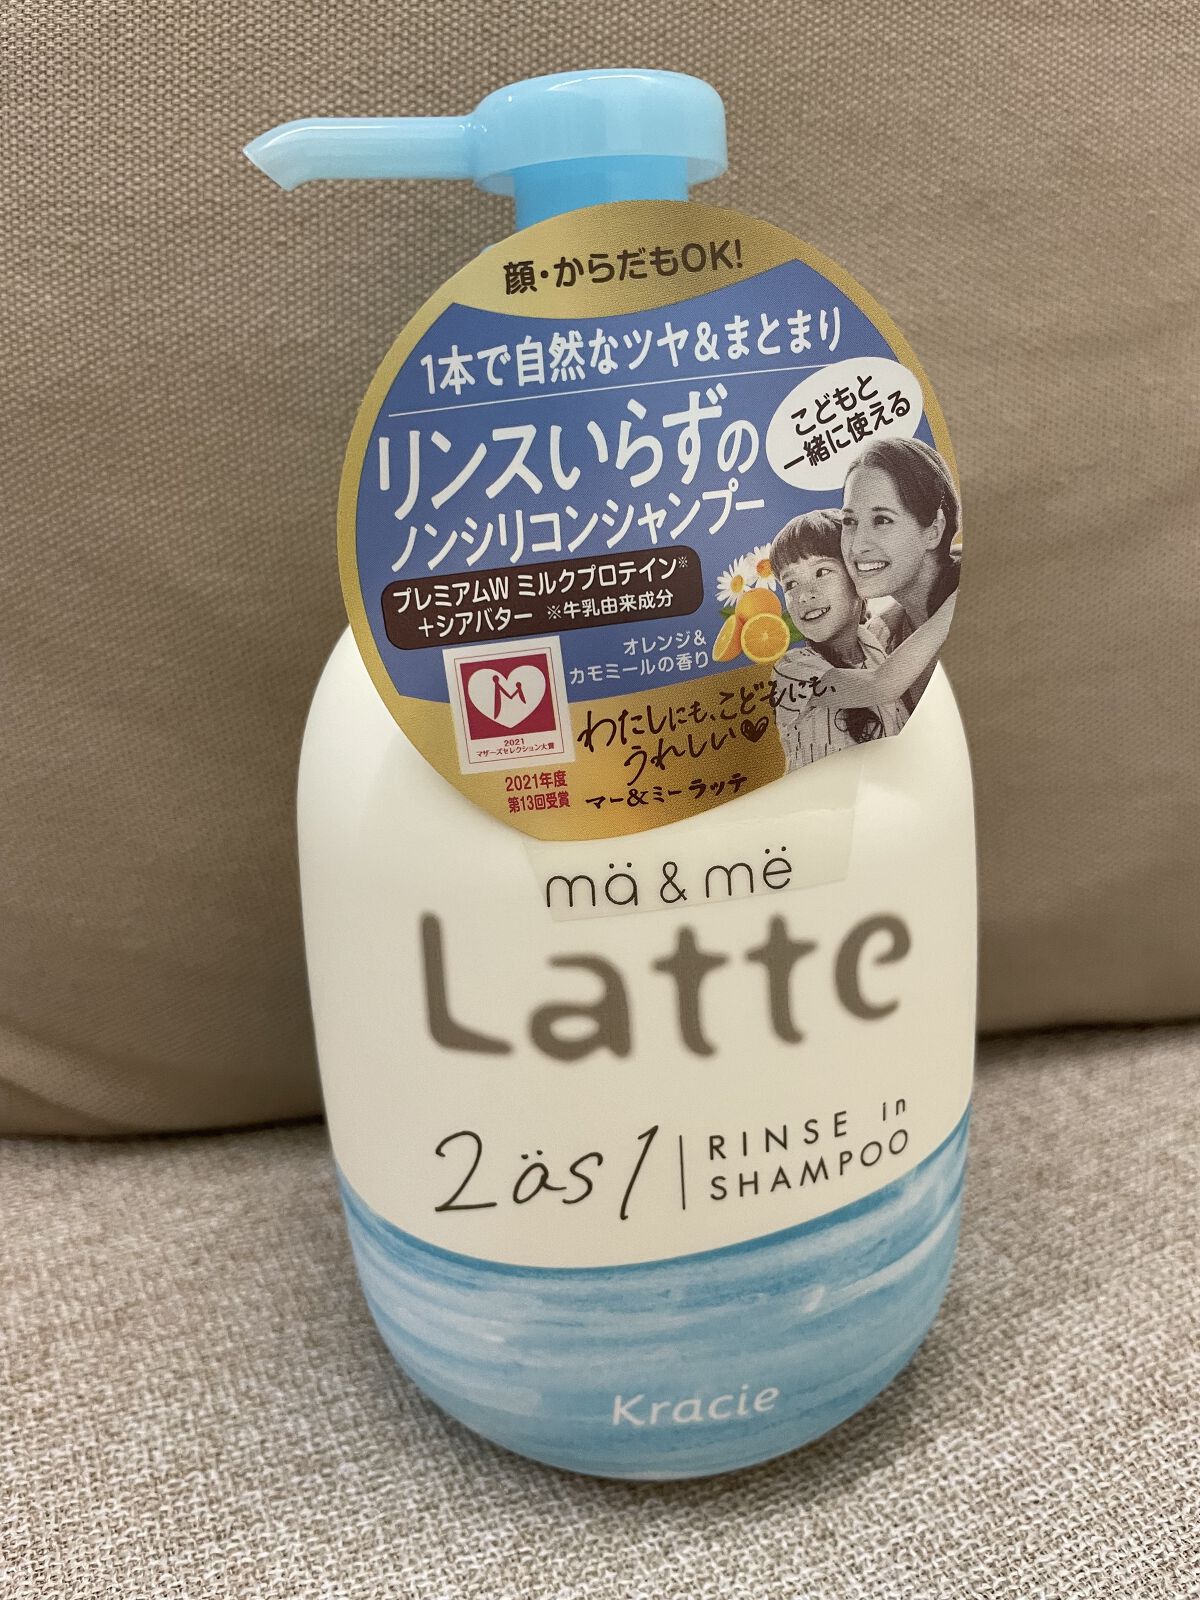 顔・からだもOK!
1本で自然なツヤ&まとまり
こどもと
一緒に使える
リンスいらずの
ノンシリコンシャンプー
プレミアムW ミルクプロテイン※
+シアバター ※牛乳由来成分
オレンジ&
カモミールの香り
2021
マザーズセレクション大賞
2021年度
第13回受賞
わたしにも、こどもにも、
うれしい♡
マー&ミー ラッテ
mä & më
Latte
2äs1
RINSE in
SHAMPOO
Kracie